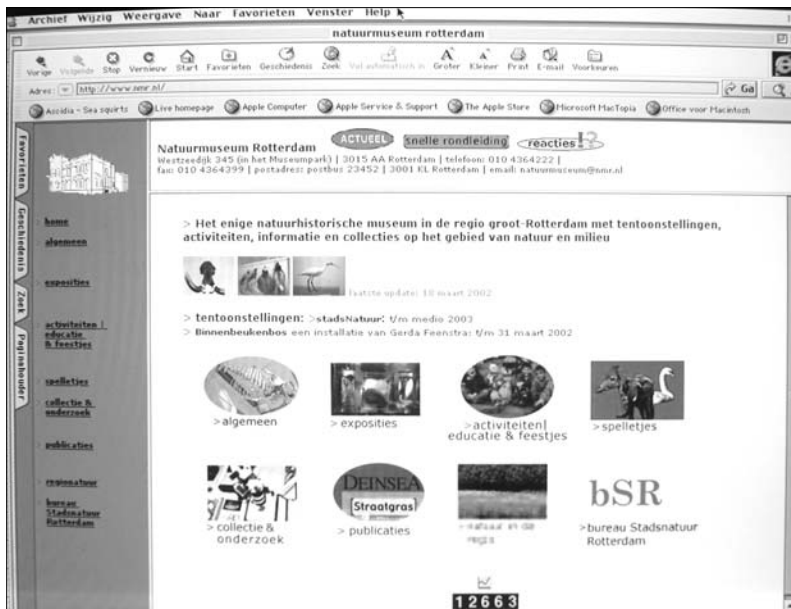 Archief Wijzig Weergave Naar Favorieten Venster Help
natuurmuseum rotterdam
Vorige Volgende Stop Vernieuw Start Favorieten Geschiedenis Zoek Vul automatisch in Groter Kleiner Print E-mail Voorkeuren
Adres: http://www.nmr.nl/ Ga
Ascidia - Sea squirts Live homepage Apple Computer Apple Service & Support The Apple Store Microsoft MacTopia Office voor Macintosh
Favorieten
Geschiedenis
Zoek
Paginahouder
> home
> algemeen
> exposities
> activiteiten |
educatie
& feestjes
> spelletjes
> collectie &
onderzoek
> publicaties
> regionatuur
> bureau
Stadsnatuur
Rotterdam
Natuurmuseum Rotterdam ACTUEEL snelle rondleiding reacties!?
Westzeedijk 345 (in het Museumpark) | 3015 AA Rotterdam | telefoon: 010 4364222 |
fax: 010 4364399 | postadres: postbus 23452 | 3001 KL Rotterdam | email: natuurmuseum@nmr.nl
> Het enige natuurhistorische museum in de regio groot-Rotterdam met tentoonstellingen,
activiteiten, informatie en collecties op het gebied van natuur en milieu
laatste update: 18 maart 2002
> tentoonstellingen: >stadsNatuur: t/m medio 2003
> Binnenbeukenbos een installatie van Gerda Feenstra: t/m 31 maart 2002
>algemeen
> exposities
>activiteiten|
educatie & feestjes
>spelletjes
DEINSEA
Straatgras
bSR
> collectie &
onderzoek
> publicaties
>natuur in de
regio
>bureau Stadsnatuur
Rotterdam
12663